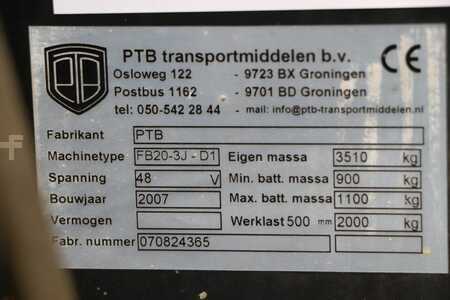 PTB transportmiddelen b.v. CE
Osloweg 122 - 9723 BX Groningen
Postbus 1162 - 9701 BD Groningen
tel: 050-542 28 44 - mail: info@ptb-transportmiddelen.nl
Fabrikant PTB
Machinetype FB20-3J - D1 Eigen massa 3510 kg
Spanning 48 V Min. batt. massa 900 kg
Bouwjaar 2007 Max. batt. massa 1100 kg
Vermogen Werklast 500 mm 2000 kg
Fabr. nummer 070824365